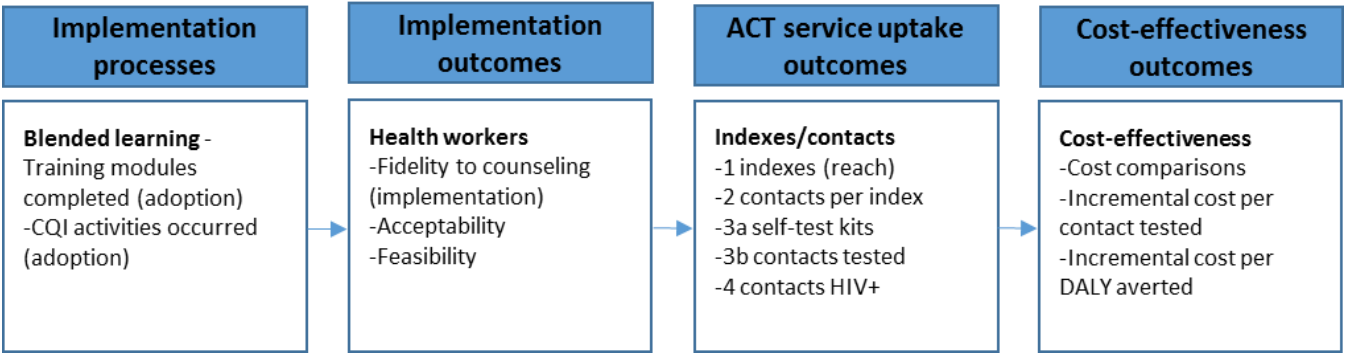 Implementation
processes
Blended learning -
Training modules
completed (adoption)
-CQI activities occurred
(adoption)
Implementation
outcomes
Health workers
-Fidelity to counseling
(implementation)
-Acceptability
-Feasibility
ACT service uptake
outcomes
Indexes/contacts
-1 indexes (reach)
-2 contacts per index
-3a self-test kits
-3b contacts tested
-4 contacts HIV+
Cost-effectiveness
outcomes
Cost-effectiveness
-Cost comparisons
-Incremental cost per
contact tested
-Incremental cost per
DALY averted